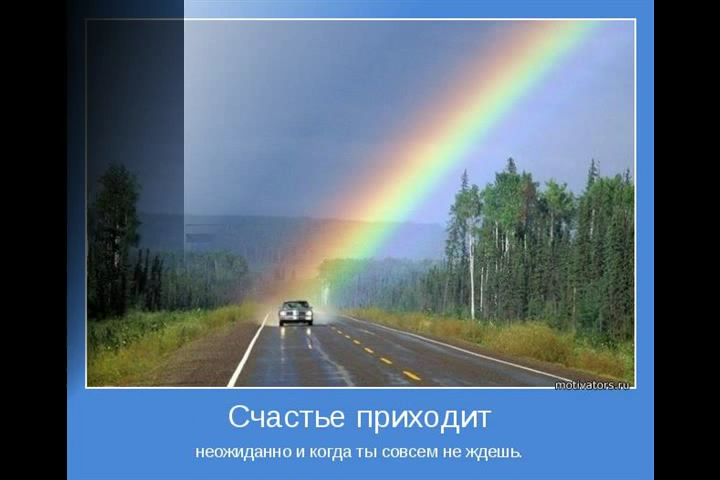 motivators.ru
Счастье приходит
неожиданно и когда ты совсем не ждешь.